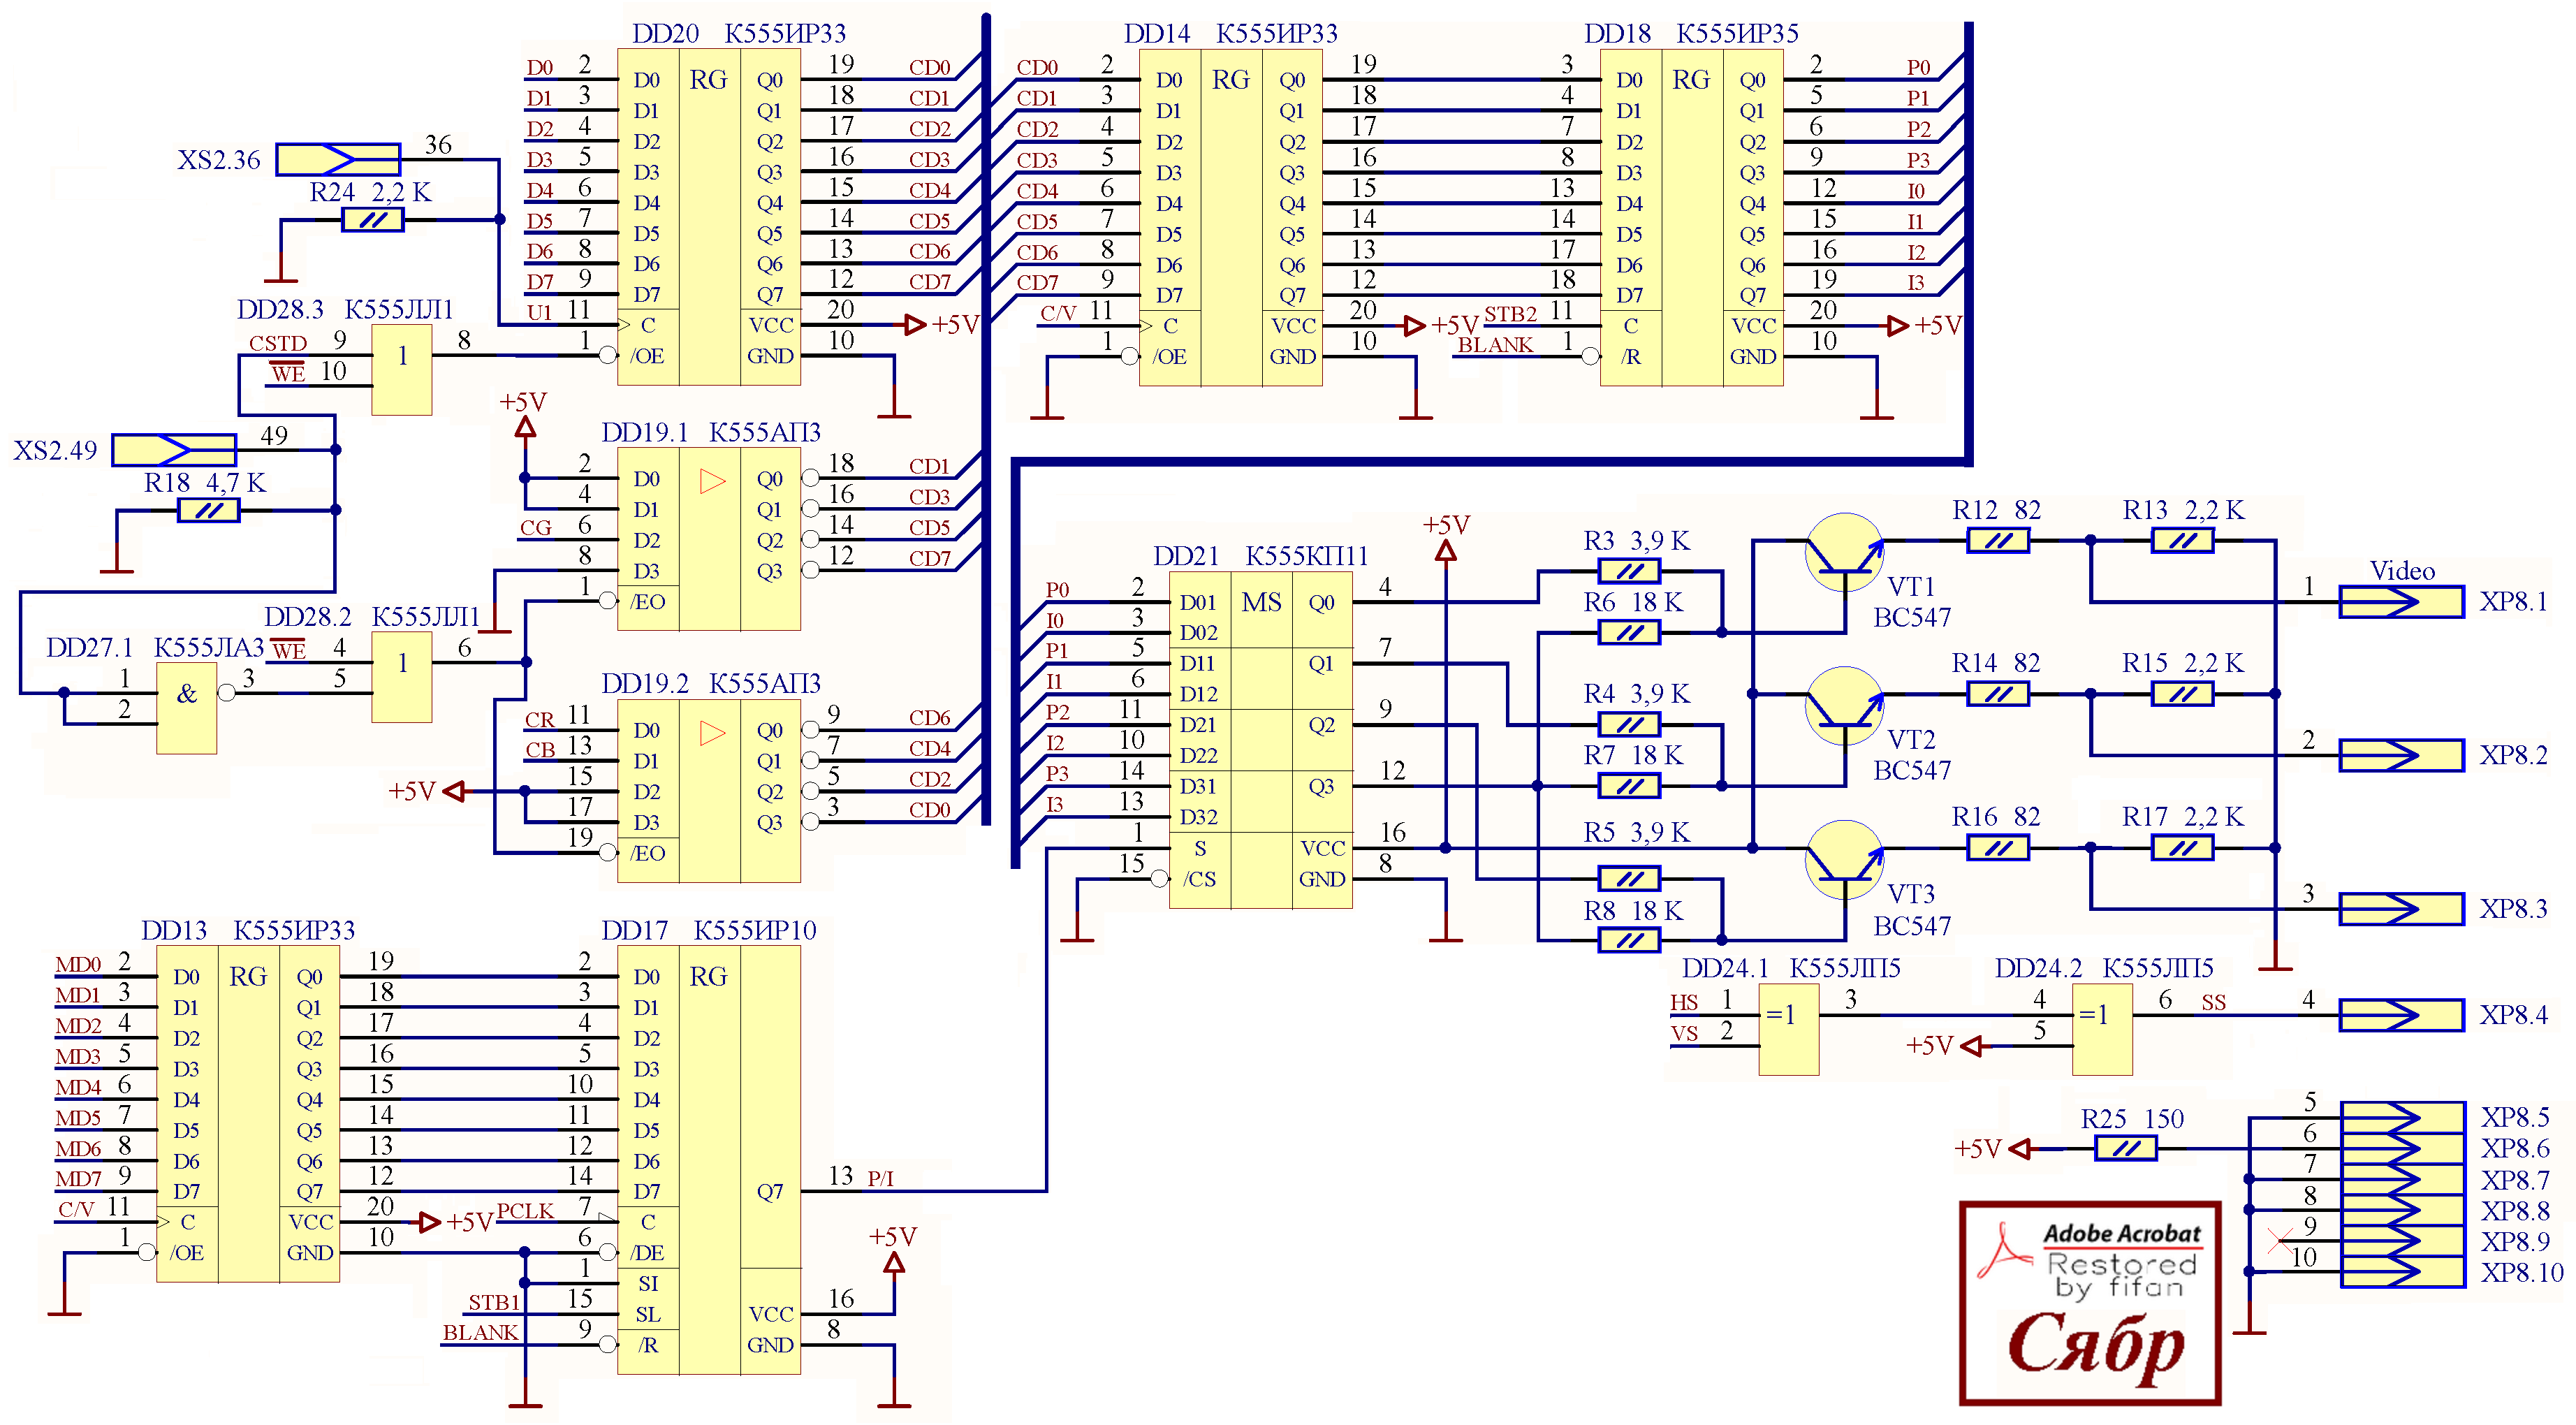 DD20 К555ИР33
D0 2 D0 RG Q0 19 CD0
D1 3 D1 Q1 18 CD1
D2 4 D2 Q2 17 CD2
D3 5 D3 Q3 16 CD3
D4 6 D4 Q4 15 CD4
D5 7 D5 Q5 14 CD5
D6 8 D6 Q6 13 CD6
D7 9 D7 Q7 12 CD7
U1 11 C VCC 20 +5V
1 /OE GND 10
XS2.36 36
R24 2,2 K
DD28.3 К555ЛЛ1
CSTD 9 1 8
WE 10
XS2.49 49
R18 4,7 K
DD14 К555ИР33
CD0 2 D0 RG Q0 19
CD1 3 D1 Q1 18
CD2 4 D2 Q2 17
CD3 5 D3 Q3 16
CD4 6 D4 Q4 15
CD5 7 D5 Q5 14
CD6 8 D6 Q6 13
CD7 9 D7 Q7 12
C/V 11 C VCC 20 +5V
1 /OE GND 10
DD18 К555ИР35
3 D0 RG Q0 2 P0
4 D1 Q1 5 P1
7 D2 Q2 6 P2
8 D3 Q3 9 P3
13 D4 Q4 12 I0
14 D5 Q5 15 I1
17 D6 Q6 16 I2
18 D7 Q7 19 I3
STB2 11 C VCC 20 +5V
BLANK 1 /R GND 10
+5V
DD19.1 К555АП3
2 D0 Q0 18 CD1
4 D1 Q1 16 CD3
CG 6 D2 Q2 14 CD5
8 D3 Q3 12 CD7
1 /EO
DD27.1 К555ЛА3
1 & 3
2
DD28.2 К555ЛЛ1
WE 4 1 6
5
DD19.2 К555АП3
CR 11 D0 Q0 9 CD6
CB 13 D1 Q1 7 CD4
+5V 15 D2 Q2 5 CD2
17 D3 Q3 3 CD0
19 /EO
DD21 К555КП11
+5V
P0 2 D01 MS Q0 4
I0 3 D02
P1 5 D11 Q1 7
I1 6 D12
P2 11 D21 Q2 9
I2 10 D22
P3 14 D31 Q3 12
I3 13 D32
1 S VCC 16
15 /CS GND 8
R3 3,9 K
R6 18 K
R4 3,9 K
R7 18 K
R5 3,9 K
R8 18 K
VT1
BC547
VT2
BC547
VT3
BC547
R12 82 R13 2,2 K
R14 82 R15 2,2 K
R16 82 R17 2,2 K
Video
1 XP8.1
2 XP8.2
3 XP8.3
DD24.1 К555ЛП5
HS 1 =1 3
VS 2
DD24.2 К555ЛП5
4 =1 6 SS 4 XP8.4
+5V 5
DD13 К555ИР33
MD0 2 D0 RG Q0 19
MD1 3 D1 Q1 18
MD2 4 D2 Q2 17
MD3 5 D3 Q3 16
MD4 6 D4 Q4 15
MD5 7 D5 Q5 14
MD6 8 D6 Q6 13
MD7 9 D7 Q7 12
C/V 11 C VCC 20 +5V
1 /OE GND 10
DD17 К555ИР10
2 D0 RG
3 D1
4 D2
5 D3
10 D4
11 D5
12 D6
14 D7 Q7 13 P/I
PCLK 7 C
6 /DE
1 SI
STB1 15 SL VCC 16 +5V
BLANK 9 /R GND 8
R25 150
+5V
5 XP8.5
6 XP8.6
7 XP8.7
8 XP8.8
9 XP8.9
10 XP8.10
Adobe Acrobat
Restored
by fifan
Сябр